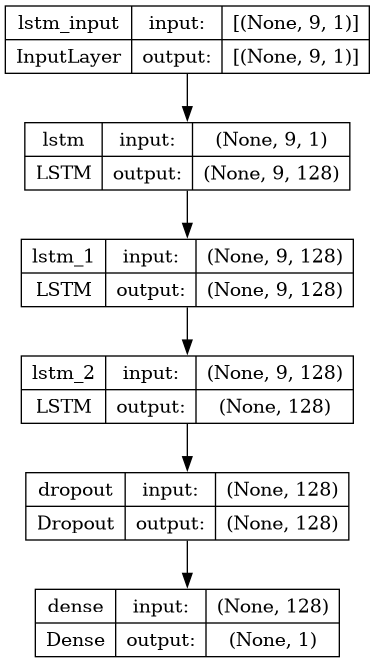 lstm_input input: [(None, 9, 1)]
InputLayer output: [(None, 9, 1)]
lstm input: (None, 9, 1)
LSTM output: (None, 9, 128)
lstm_1 input: (None, 9, 128)
LSTM output: (None, 9, 128)
lstm_2 input: (None, 9, 128)
LSTM output: (None, 128)
dropout input: (None, 128)
Dropout output: (None, 128)
dense input: (None, 128)
Dense output: (None, 1)